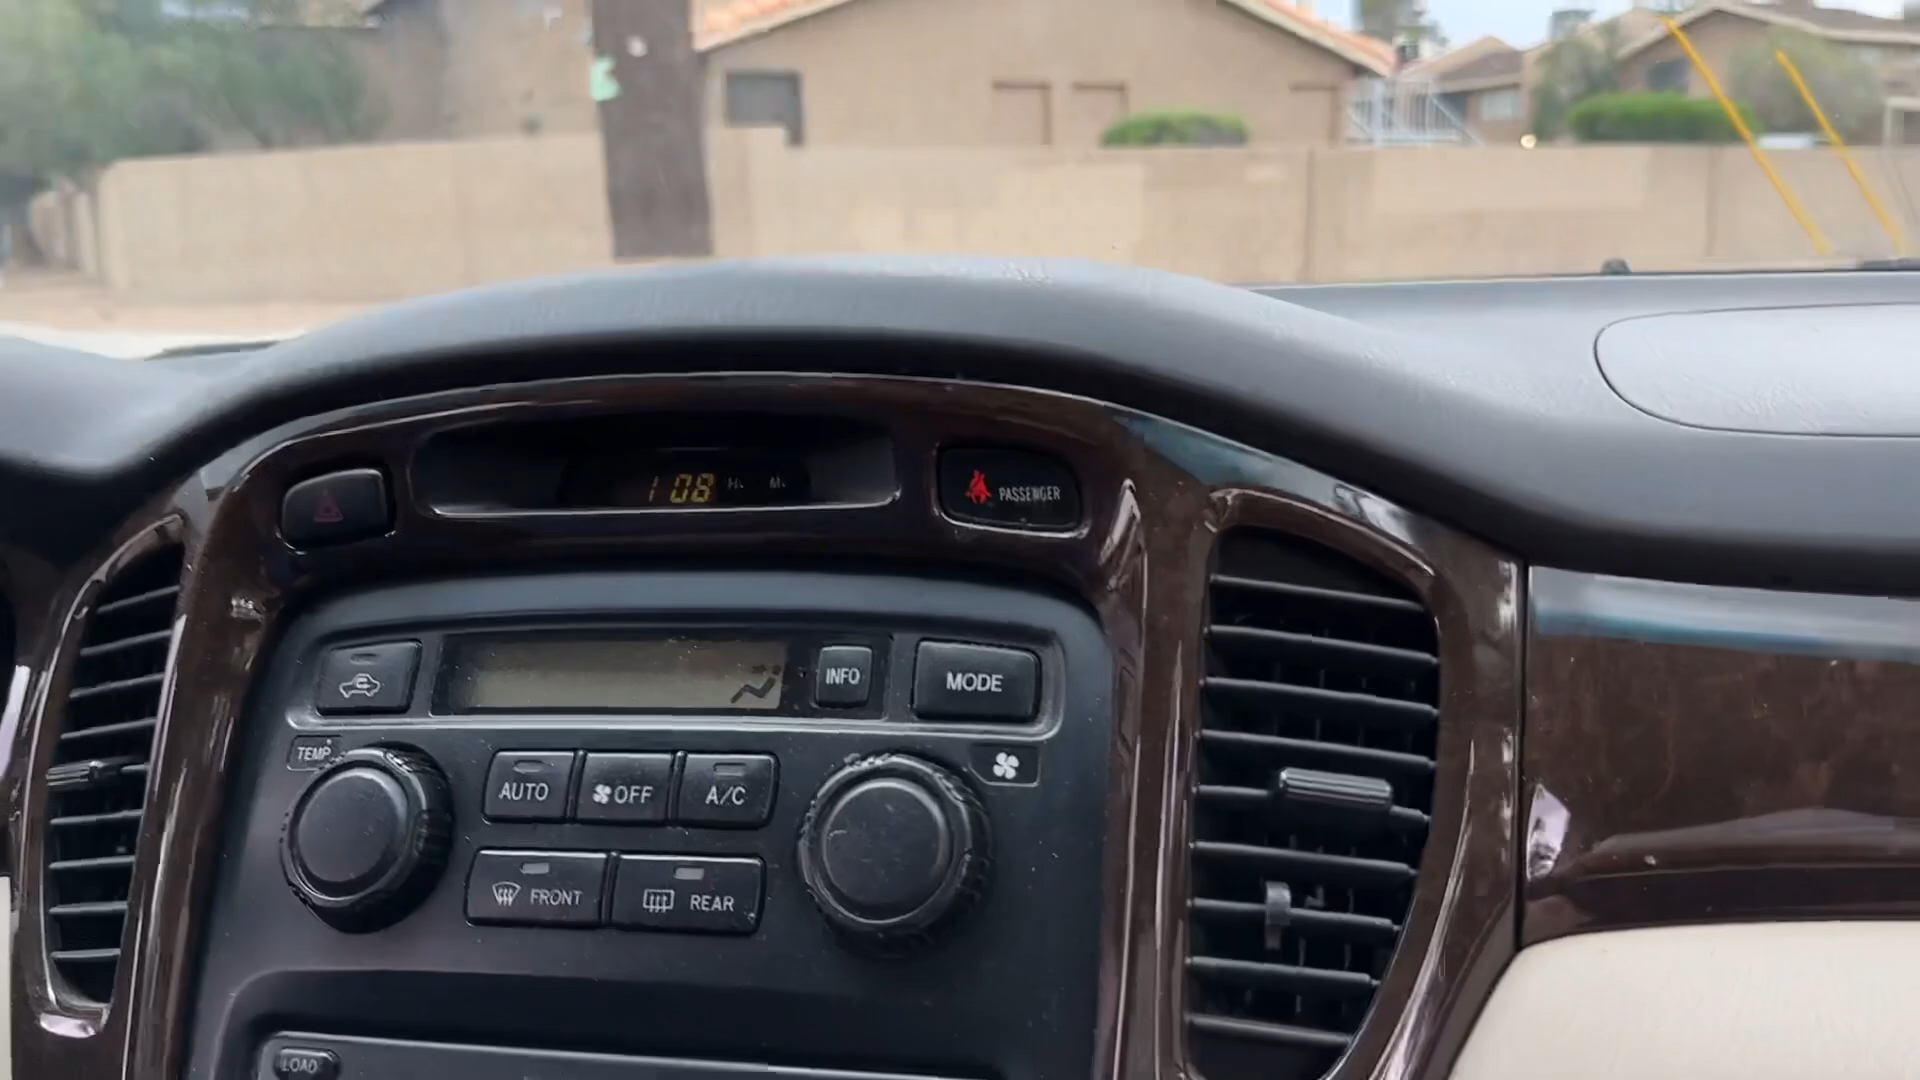 1 08 H. M.
PASSENGER
INFO
MODE
TEMP
AUTO
OFF
A/C
FRONT
REAR
LOAD